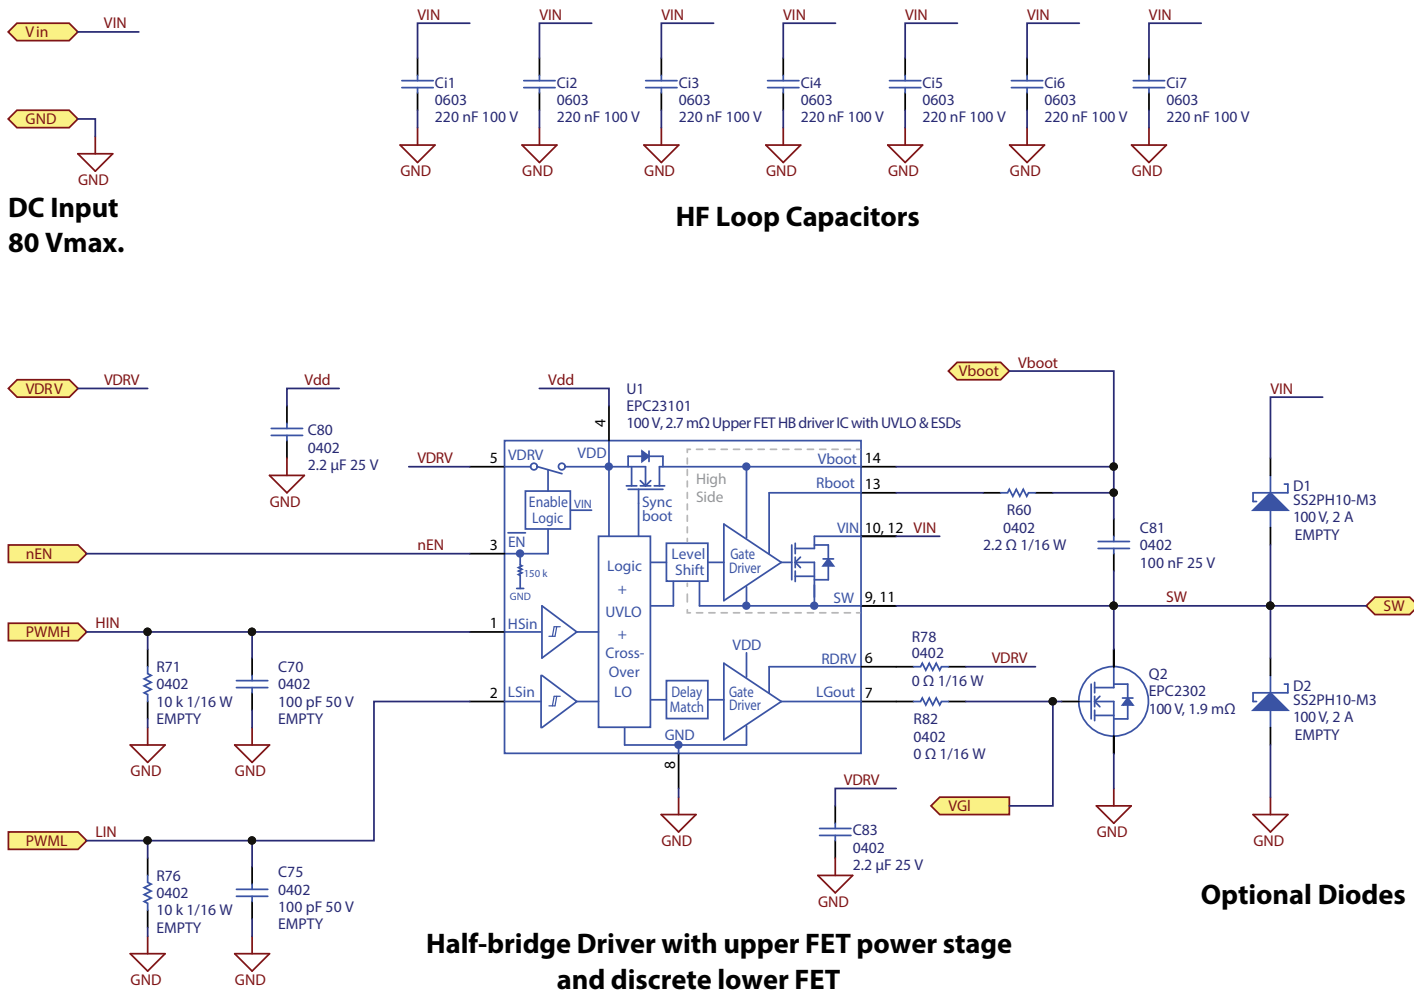 Vin
VIN
GND
GND
DC Input
80 Vmax.
VIN
Ci1
0603
220 nF 100 V
GND
VIN
Ci2
0603
220 nF 100 V
GND
VIN
Ci3
0603
220 nF 100 V
GND
VIN
Ci4
0603
220 nF 100 V
GND
VIN
Ci5
0603
220 nF 100 V
GND
VIN
Ci6
0603
220 nF 100 V
GND
VIN
Ci7
0603
220 nF 100 V
GND
HF Loop Capacitors
VDRV
VDRV
Vdd
C80
0402
2.2 µF 25 V
GND
Vdd
4
U1
EPC23101
100 V, 2.7 mΩ Upper FET HB driver IC with UVLO & ESDs
VDRV
5
VDRV
VDD
Enable
Logic
VIN
Sync
boot
High
Side
Vboot
14
Rboot
13
VIN
10, 12
VIN
SW
9, 11
nEN
nEN
3
EN
150 k
GND
Logic
+
UVLO
+
Cross-
Over
LO
Level
Shift
Gate
Driver
PWMH
HIN
1
HSin
R71
0402
10 k 1/16 W
EMPTY
GND
C70
0402
100 pF 50 V
EMPTY
GND
2
LSin
Delay
Match
VDD
Gate
Driver
GND
8
GND
RDRV
6
LGout
7
R78
0402
0 Ω 1/16 W
VDRV
R82
0402
0 Ω 1/16 W
Vboot
Vboot
R60
0402
2.2 Ω 1/16 W
C81
0402
100 nF 25 V
SW
SW
VIN
D1
SS2PH10-M3
100 V, 2 A
EMPTY
Q2
EPC2302
100 V, 1.9 mΩ
GND
D2
SS2PH10-M3
100 V, 2 A
EMPTY
GND
VGl
VDRV
C83
0402
2.2 µF 25 V
GND
PWML
LIN
R76
0402
10 k 1/16 W
EMPTY
GND
C75
0402
100 pF 50 V
EMPTY
GND
Optional Diodes
Half-bridge Driver with upper FET power stage
and discrete lower FET